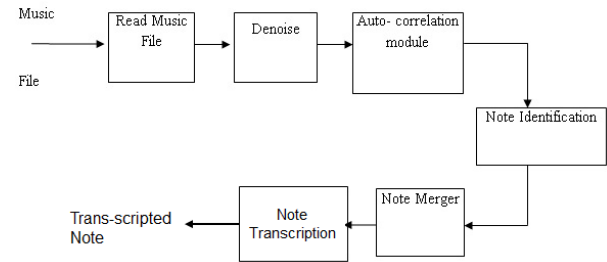 Music
File
Read Music
File
Denoise
Auto- correlation
module
Note Identification
Note Merger
Note
Transcription
Trans-scripted
Note